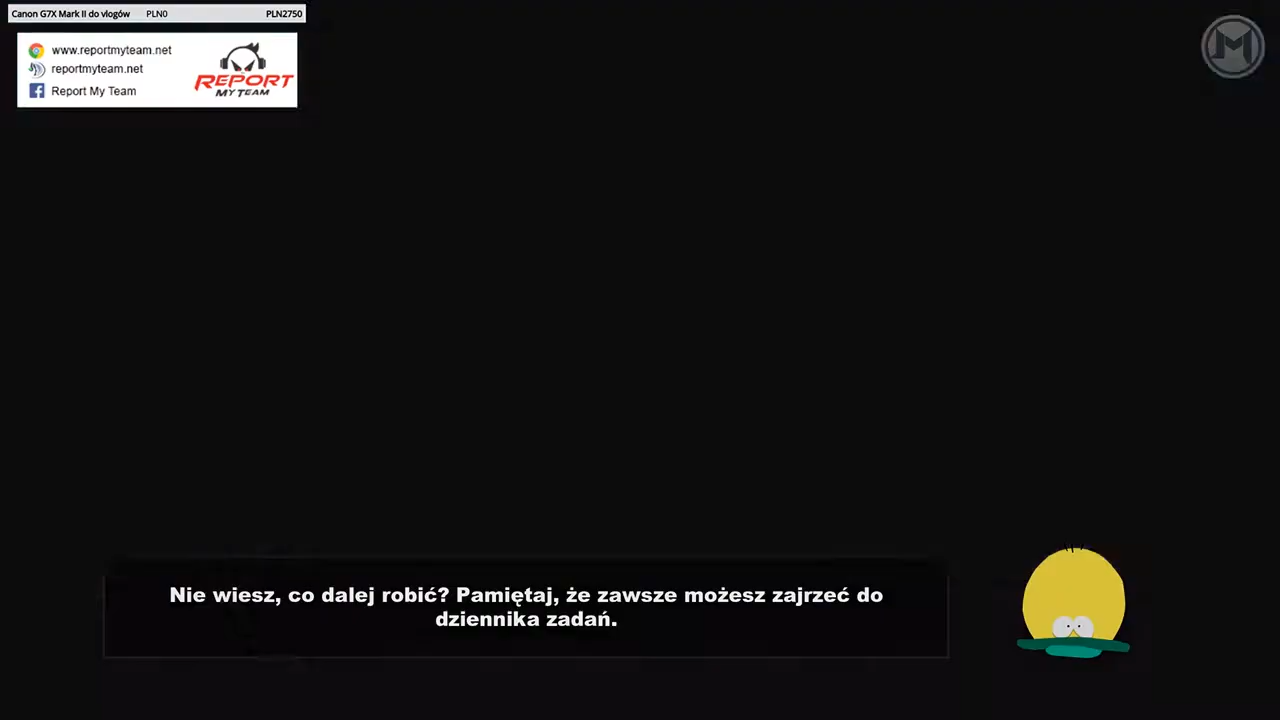 Canon G7X Mark II do vlogów PLN0 PLN2750
www.reportmyteam.net
reportmyteam.net
Report My Team
REPORT
MY TEAM
M
Nie wiesz, co dalej robić? Pamiętaj, że zawsze możesz zajrzeć do
dziennika zadań.